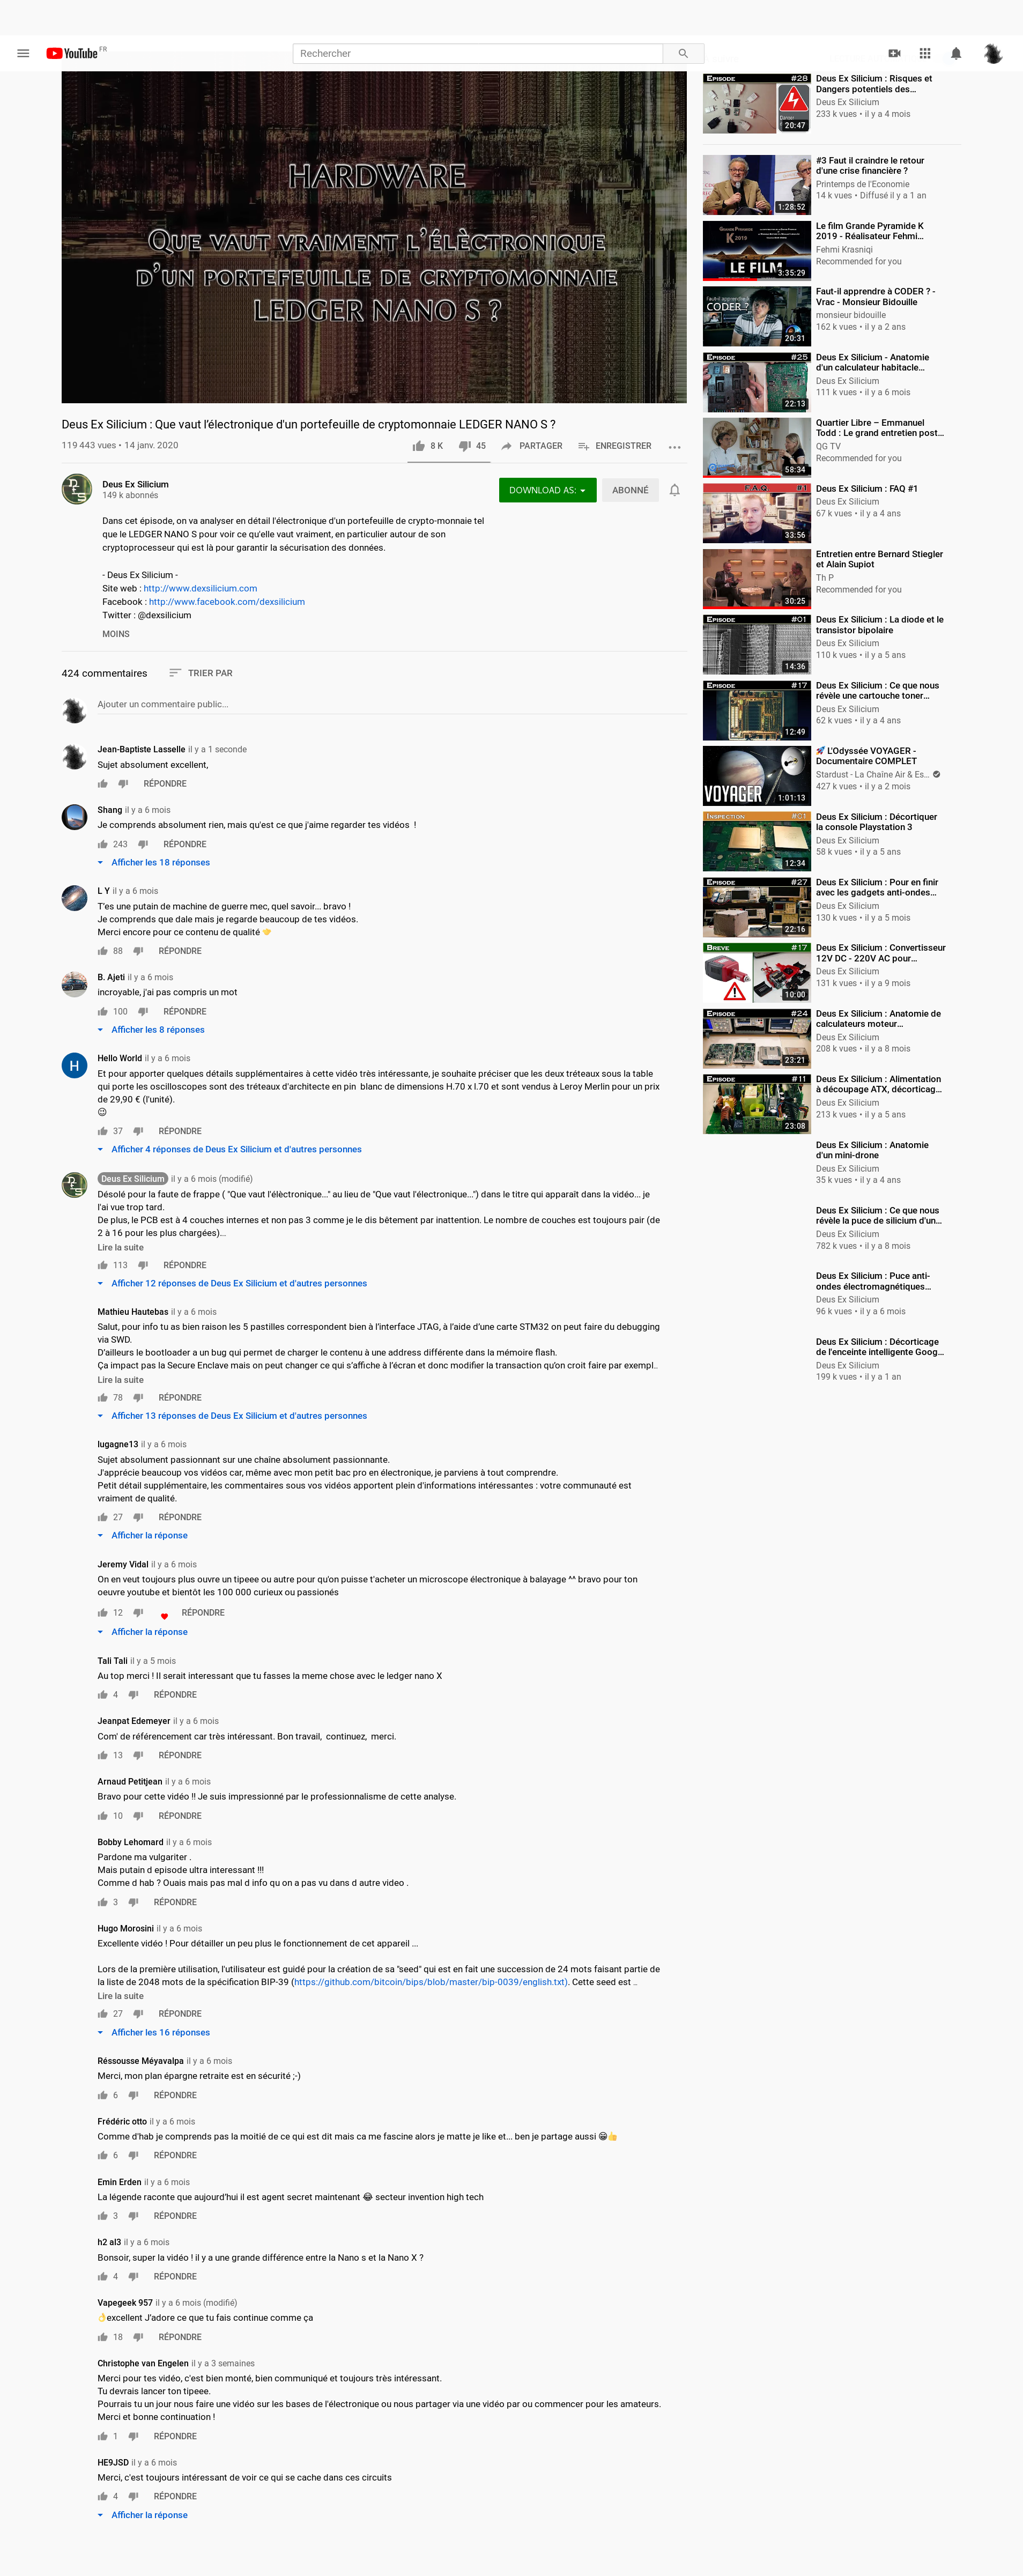 YouTube FR
Rechercher
HARDWARE
Que vaut vraiment l'élèctronique
d'un portefeuille de cryptomonnaie
LEDGER NANO S ?
Deus Ex Silicium : Que vaut l'électronique d'un portefeuille de cryptomonnaie LEDGER NANO S ?
119 443 vues • 14 janv. 2020
8 K
45
PARTAGER
ENREGISTRER
Deus Ex Silicium
149 k abonnés
DOWNLOAD AS:
ABONNÉ
Dans cet épisode, on va analyser en détail l'électronique d'un portefeuille de crypto-monnaie tel
que le LEDGER NANO S pour voir ce qu'elle vaut vraiment, en particulier autour de son
cryptoprocesseur qui est là pour garantir la sécurisation des données.
- Deus Ex Silicium -
Site web : http://www.dexsilicium.com
Facebook : http://www.facebook.com/dexsilicium
Twitter : @dexsilicium
MOINS
424 commentaires
TRIER PAR
Ajouter un commentaire public...
Jean-Baptiste Lasselle il y a 1 seconde
Sujet absolument excellent,
RÉPONDRE
Shang il y a 6 mois
Je comprends absolument rien, mais qu'est ce que j'aime regarder tes vidéos !
243 RÉPONDRE
Afficher les 18 réponses
L Y il y a 6 mois
T'es une putain de machine de guerre mec, quel savoir... bravo !
Je comprends que dale mais je regarde beaucoup de tes vidéos.
Merci encore pour ce contenu de qualité
88 RÉPONDRE
B. Ajeti il y a 6 mois
incroyable, j'ai pas compris un mot
100 RÉPONDRE
Afficher les 8 réponses
H
Hello World il y a 6 mois
Et pour apporter quelques détails supplémentaires à cette vidéo très intéressante, je souhaite préciser que les deux tréteaux sous la table
qui porte les oscilloscopes sont des tréteaux d'architecte en pin blanc de dimensions H.70 x l.70 et sont vendus à Leroy Merlin pour un prix
de 29,90 € (l'unité).
😉
37 RÉPONDRE
Afficher 4 réponses de Deus Ex Silicium et d'autres personnes
Deus Ex Silicium il y a 6 mois (modifié)
Désolé pour la faute de frappe ( "Que vaut l'élèctronique..." au lieu de "Que vaut l'électronique...") dans le titre qui apparaît dans la vidéo... je
l'ai vue trop tard.
De plus, le PCB est à 4 couches internes et non pas 3 comme je le dis bêtement par inattention. Le nombre de couches est toujours pair (de
2 à 16 pour les plus chargées)...
Lire la suite
113 RÉPONDRE
Afficher 12 réponses de Deus Ex Silicium et d'autres personnes
Mathieu Hautebas il y a 6 mois
Salut, pour info tu as bien raison les 5 pastilles correspondent bien à l'interface JTAG, à l'aide d'une carte STM32 on peut faire du debugging
via SWD.
D'ailleurs le bootloader a un bug qui permet de charger le contenu à une address différente dans la mémoire flash.
Ça impact pas la Secure Enclave mais on peut changer ce qui s'affiche à l'écran et donc modifier la transaction qu'on croit faire par exempl..
Lire la suite
78 RÉPONDRE
Afficher 13 réponses de Deus Ex Silicium et d'autres personnes
lugagne13 il y a 6 mois
Sujet absolument passionnant sur une chaîne absolument passionnante.
J'apprécie beaucoup vos vidéos car, même avec mon petit bac pro en électronique, je parviens à tout comprendre.
Petit détail supplémentaire, les commentaires sous vos vidéos apportent plein d'informations intéressantes : votre communauté est
vraiment de qualité.
27 RÉPONDRE
Afficher la réponse
Jeremy Vidal il y a 6 mois
On en veut toujours plus ouvre un tipeee ou autre pour qu'on puisse t'acheter un microscope électronique à balayage ^^ bravo pour ton
oeuvre youtube et bientôt les 100 000 curieux ou passionés
12 RÉPONDRE
Afficher la réponse
Tali Tali il y a 5 mois
Au top merci ! Il serait interessant que tu fasses la meme chose avec le ledger nano X
4 RÉPONDRE
Jeanpat Edemeyer il y a 6 mois
Com' de référencement car très intéressant. Bon travail, continuez, merci.
13 RÉPONDRE
Arnaud Petitjean il y a 6 mois
Bravo pour cette vidéo !! Je suis impressionné par le professionnalisme de cette analyse.
10 RÉPONDRE
Bobby Lehomard il y a 6 mois
Pardone ma vulgariter .
Mais putain d episode ultra interessant !!!
Comme d hab ? Ouais mais pas mal d info qu on a pas vu dans d autre video .
3 RÉPONDRE
Hugo Morosini il y a 6 mois
Excellente vidéo ! Pour détailler un peu plus le fonctionnement de cet appareil ...
Lors de la première utilisation, l'utilisateur est guidé pour la création de sa "seed" qui est en fait une succession de 24 mots faisant partie de
la liste de 2048 mots de la spécification BIP-39 (https://github.com/bitcoin/bips/blob/master/bip-0039/english.txt). Cette seed est ..
Lire la suite
27 RÉPONDRE
Afficher les 16 réponses
Réssousse Méyavalpa il y a 6 mois
Merci, mon plan épargne retraite est en sécurité ;-)
6 RÉPONDRE
Frédéric otto il y a 6 mois
Comme d'hab je comprends pas la moitié de ce qui est dit mais ca me fascine alors je matte je like et... ben je partage aussi 😁👍
6 RÉPONDRE
Emin Erden il y a 6 mois
La légende raconte que aujourd'hui il est agent secret maintenant 😂 secteur invention high tech
3 RÉPONDRE
h2 al3 il y a 6 mois
Bonsoir, super la vidéo ! il y a une grande différence entre la Nano s et la Nano X ?
4 RÉPONDRE
Vapegeek 957 il y a 6 mois (modifié)
👌excellent J'adore ce que tu fais continue comme ça
18 RÉPONDRE
Christophe van Engelen il y a 3 semaines
Merci pour tes vidéo, c'est bien monté, bien communiqué et toujours très intéressant.
Tu devrais lancer ton tipeee.
Pourrais tu un jour nous faire une vidéo sur les bases de l'électronique ou nous partager via une vidéo par ou commencer pour les amateurs.
Merci et bonne continuation !
1 RÉPONDRE
HE9JSD il y a 6 mois
Merci, c'est toujours intéressant de voir ce qui se cache dans ces circuits
4 RÉPONDRE
Afficher la réponse
Episode #28
20:47
Deus Ex Silicium : Risques et
Dangers potentiels des...
Deus Ex Silicium
233 k vues • il y a 4 mois
1:28:52
#3 Faut il craindre le retour
d'une crise financière ?
Printemps de l'Economie
14 k vues • Diffusé il y a 1 an
K 2019
LE FILM
3:35:29
Le film Grande Pyramide K
2019 - Réalisateur Fehmi...
Fehmi Krasniqi
Recommended for you
Faut-il apprendre à
CODER ?
20:31
Faut-il apprendre à CODER ? -
Vrac - Monsieur Bidouille
monsieur bidouille
162 k vues • il y a 2 ans
Episode #25
22:13
Deus Ex Silicium - Anatomie
d'un calculateur habitacle...
Deus Ex Silicium
111 k vues • il y a 6 mois
58:34
Quartier Libre – Emmanuel
Todd : Le grand entretien post...
QG TV
Recommended for you
FAQ #1
33:56
Deus Ex Silicium : FAQ #1
Deus Ex Silicium
67 k vues • il y a 4 ans
30:25
Entretien entre Bernard Stiegler
et Alain Supiot
Th P
Recommended for you
Episode #01
14:36
Deus Ex Silicium : La diode et le
transistor bipolaire
Deus Ex Silicium
110 k vues • il y a 5 ans
Episode #17
12:49
Deus Ex Silicium : Ce que nous
révèle une cartouche toner...
Deus Ex Silicium
62 k vues • il y a 4 ans
VOYAGER
1:01:13
🚀 L'Odyssée VOYAGER -
Documentaire COMPLET
Stardust - La Chaîne Air & Es...
427 k vues • il y a 2 mois
Inspection #01
12:34
Deus Ex Silicium : Décortiquer
la console Playstation 3
Deus Ex Silicium
58 k vues • il y a 5 ans
Episode #27
22:16
Deus Ex Silicium : Pour en finir
avec les gadgets anti-ondes...
Deus Ex Silicium
130 k vues • il y a 5 mois
Breve #17
10:00
Deus Ex Silicium : Convertisseur
12V DC - 220V AC pour...
Deus Ex Silicium
131 k vues • il y a 9 mois
Episode #24
23:21
Deus Ex Silicium : Anatomie de
calculateurs moteur...
Deus Ex Silicium
208 k vues • il y a 8 mois
Episode #11
23:08
Deus Ex Silicium : Alimentation
à découpage ATX, décorticag...
Deus Ex Silicium
213 k vues • il y a 5 ans
Deus Ex Silicium : Anatomie
d'un mini-drone
Deus Ex Silicium
35 k vues • il y a 4 ans
Deus Ex Silicium : Ce que nous
révèle la puce de silicium d'un...
Deus Ex Silicium
782 k vues • il y a 8 mois
Deus Ex Silicium : Puce anti-
ondes électromagnétiques...
Deus Ex Silicium
96 k vues • il y a 6 mois
Deus Ex Silicium : Décorticage
de l'enceinte intelligente Goog...
Deus Ex Silicium
199 k vues • il y a 1 an